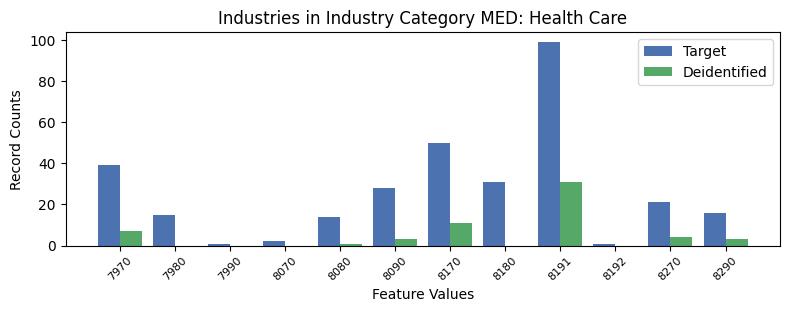 Industries in Industry Category MED: Health Care
Target
Deidentified
Record Counts
100
80
60
40
20
0
7970 7980 7990 8070 8080 8090 8170 8180 8191 8192 8270 8290
Feature Values